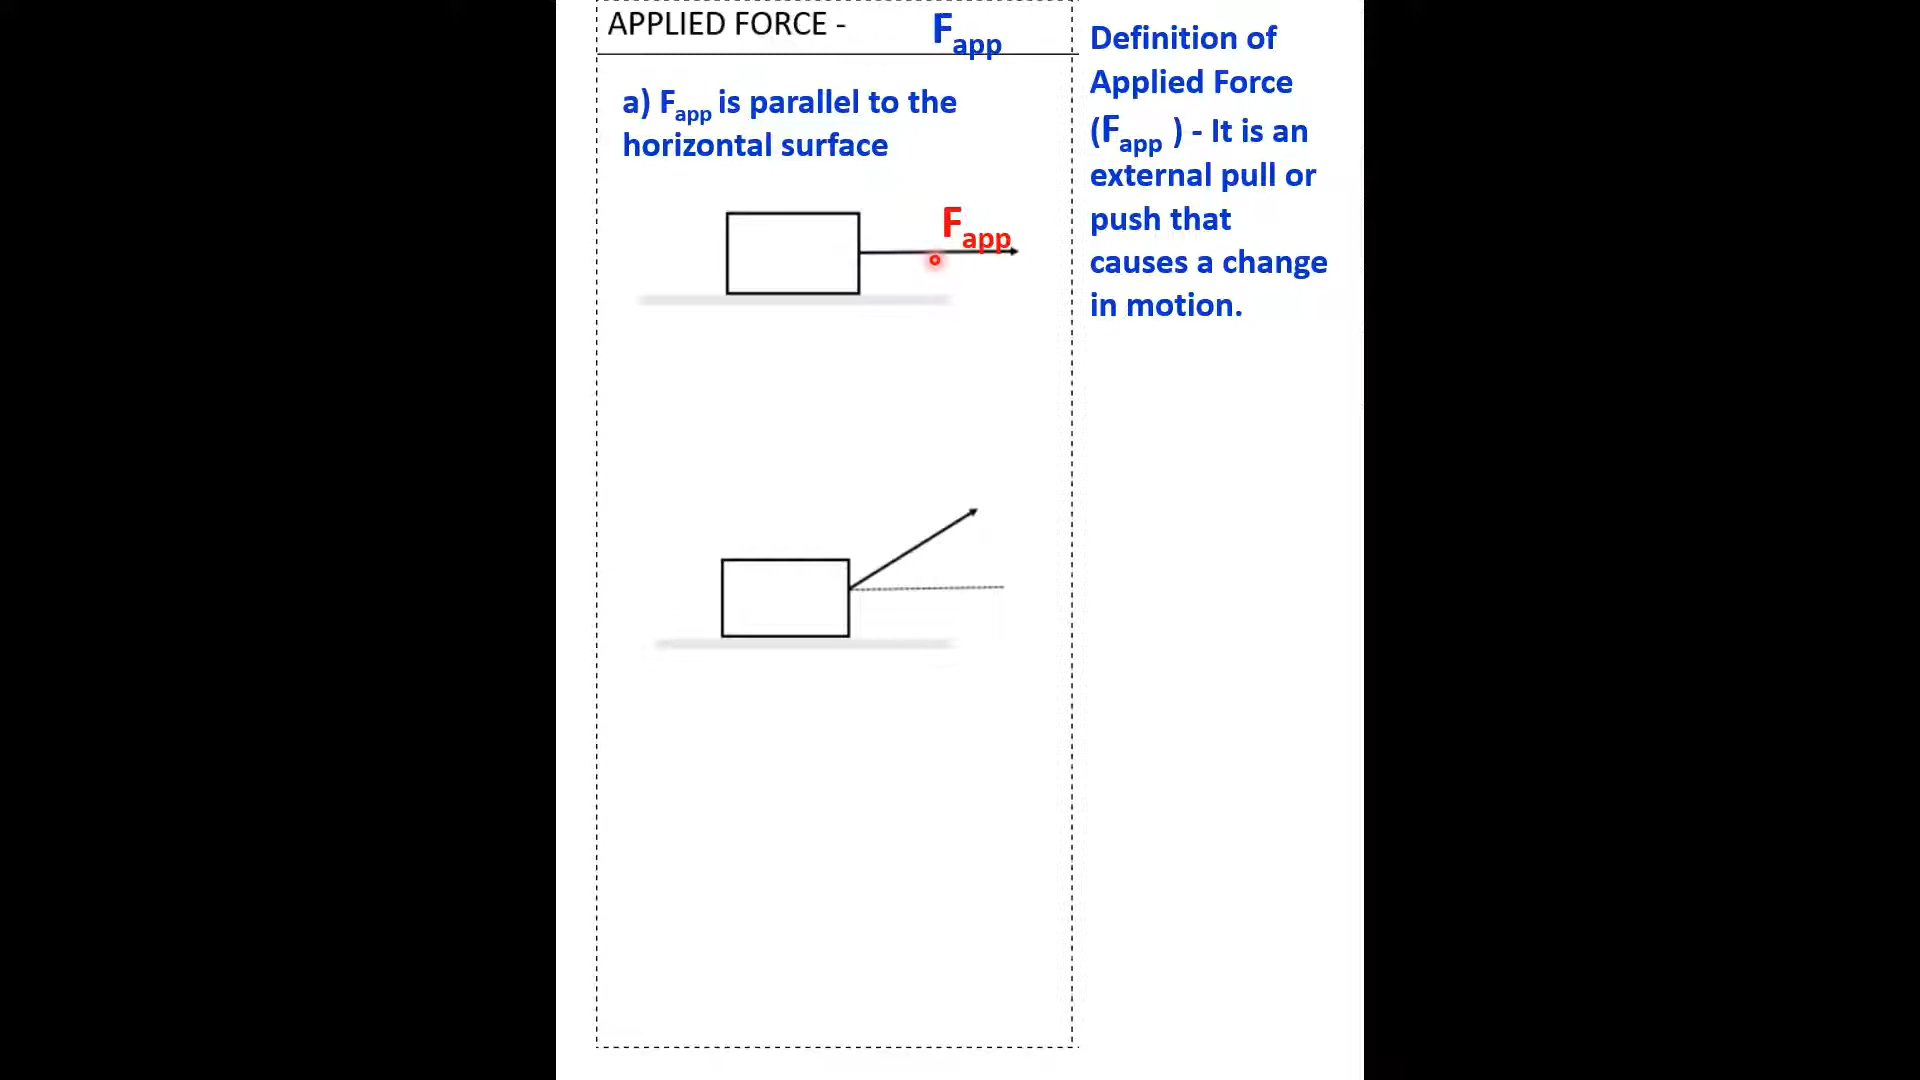 APPLIED FORCE - Fapp
a) Fapp is parallel to the
horizontal surface
Fapp
Definition of
Applied Force
(Fapp ) - It is an
external pull or
push that
causes a change
in motion.